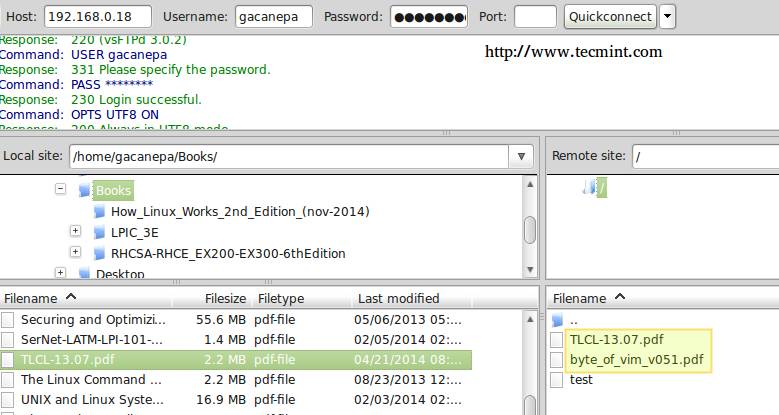 Host: 192.168.0.18 Username: gacanepa Password: ●●●●●●●● Port: Quickconnect
Response: 220 (vsFTPd 3.0.2)
http://www.tecmint.com
Command: USER gacanepa
Response: 331 Please specify the password.
Command: PASS ********
Response: 230 Login successful.
Command: OPTS UTF8 ON
Response: 200 Always in UTF8 mode.
Local site: /home/gacanepa/Books/
Remote site: /
Books
/
How_Linux_Works_2nd_Edition_(nov-2014)
LPIC_3E
RHCSA-RHCE_EX200-EX300-6thEdition
Desktop
Filename Filesize Filetype Last modified
Securing and Optimizi... 55.6 MB pdf-file 05/06/2013 05:...
SerNet-LATM-LPI-101-... 1.4 MB pdf-file 02/05/2014 02:...
TLCL-13.07.pdf 2.2 MB pdf-file 04/21/2014 08:...
The Linux Command ... 2.2 MB pdf-file 08/23/2013 12:...
UNIX and Linux Syste... 16.9 MB pdf-file 02/03/2014 02:...
Filename
..
TLCL-13.07.pdf
byte_of_vim_v051.pdf
test